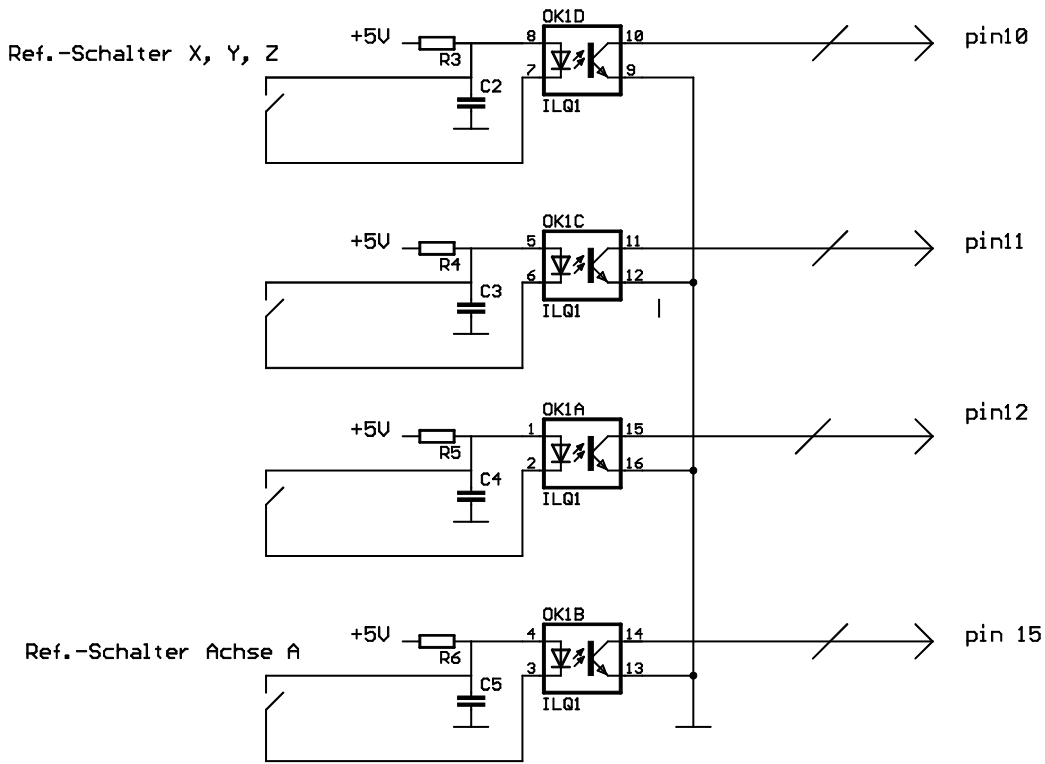 OK1D
+5V
8
10
pin10
Ref.-Schalter X, Y, Z
R3
7
9
C2
ILQ1
OK1C
+5V
5
11
pin11
R4
6
12
C3
ILQ1
OK1A
+5V
1
15
pin12
R5
2
16
C4
ILQ1
OK1B
+5V
4
14
pin 15
Ref.-Schalter Achse A
R6
3
13
C5
ILQ1